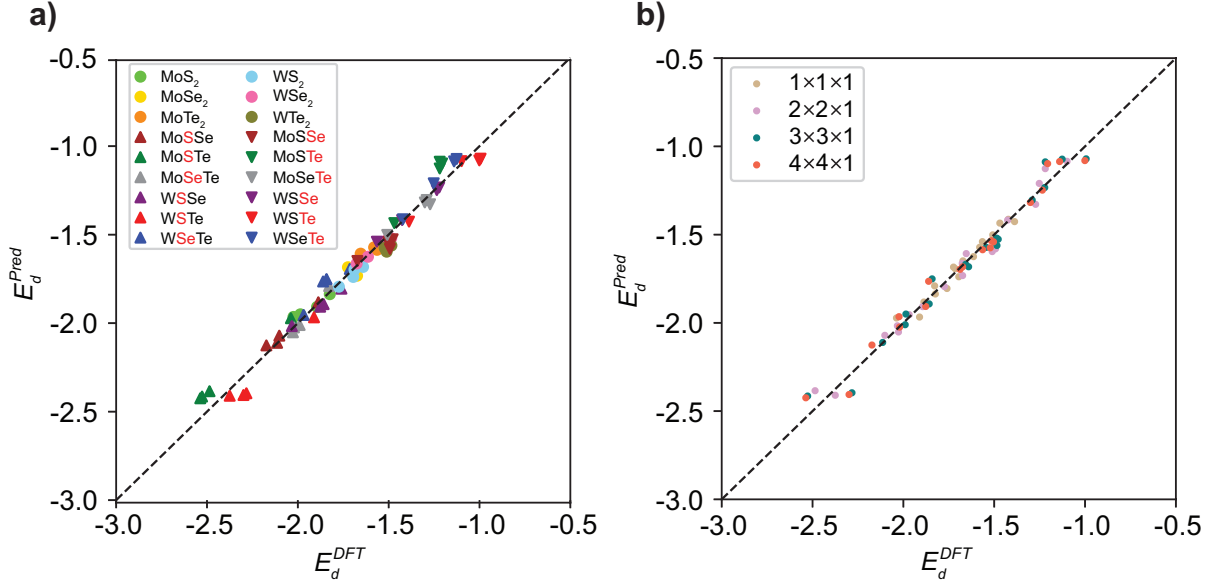 a)
-0.5
-1.0
-1.5
-2.0
-2.5
-3.0
E_d^Pred
MoS₂ WS₂
MoSe₂ WSe₂
MoTe₂ WTe₂
MoSSe MoSSe
MoSTe MoSTe
MoSeTe MoSeTe
WSSe WSSe
WSTe WSTe
WSeTe WSeTe
-3.0 -2.5 -2.0 -1.5 -1.0 -0.5
E_d^DFT
b)
-0.5
-1.0
-1.5
-2.0
-2.5
-3.0
E_d^Pred
1×1×1
2×2×1
3×3×1
4×4×1
-3.0 -2.5 -2.0 -1.5 -1.0 -0.5
E_d^DFT